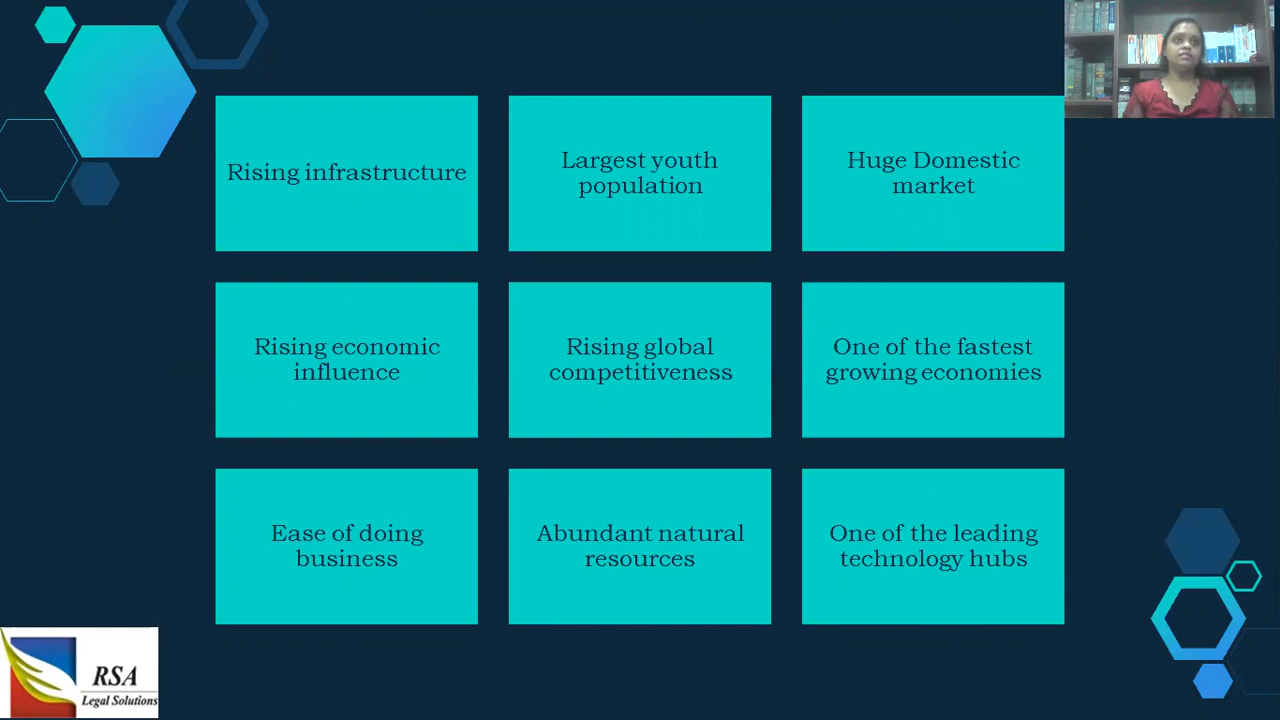 Rising infrastructure
Largest youth
population
Huge Domestic
market
Rising economic
influence
Rising global
competitiveness
One of the fastest
growing economies
Ease of doing
business
Abundant natural
resources
One of the leading
technology hubs
RSA
Legal Solutions